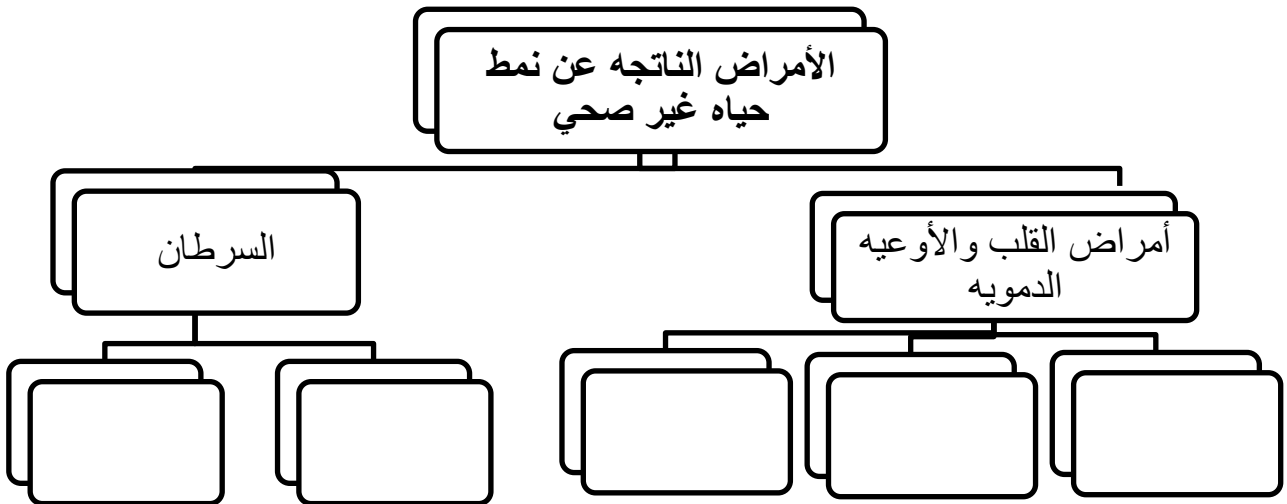 الأمراض الناتجه عن نمط
حياه غير صحي
أمراض القلب والأوعيه
الدمويه
السرطان